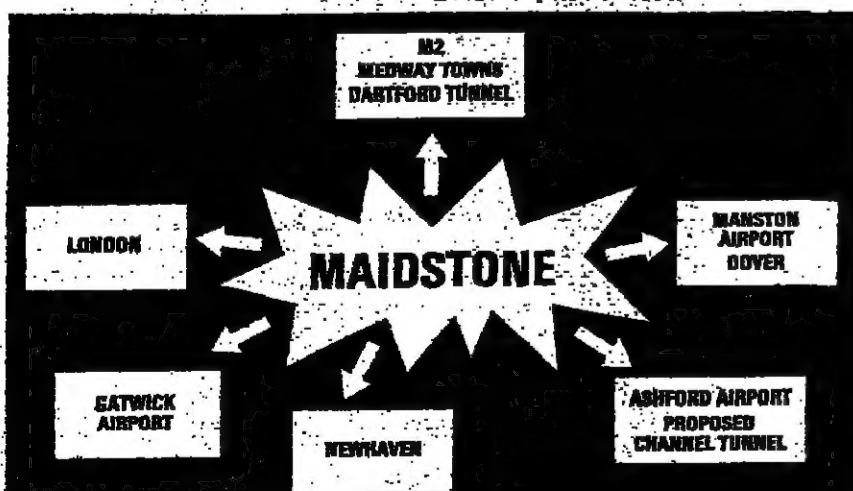 M2
MEDWAY TOWNS
DARTFORD TUNNEL
LONDON
MAIDSTONE
MANSTON
AIRPORT
DOVER
GATWICK
AIRPORT
NEWHAVEN
ASHFORD AIRPORT
PROPOSED
CHANNEL TUNNEL